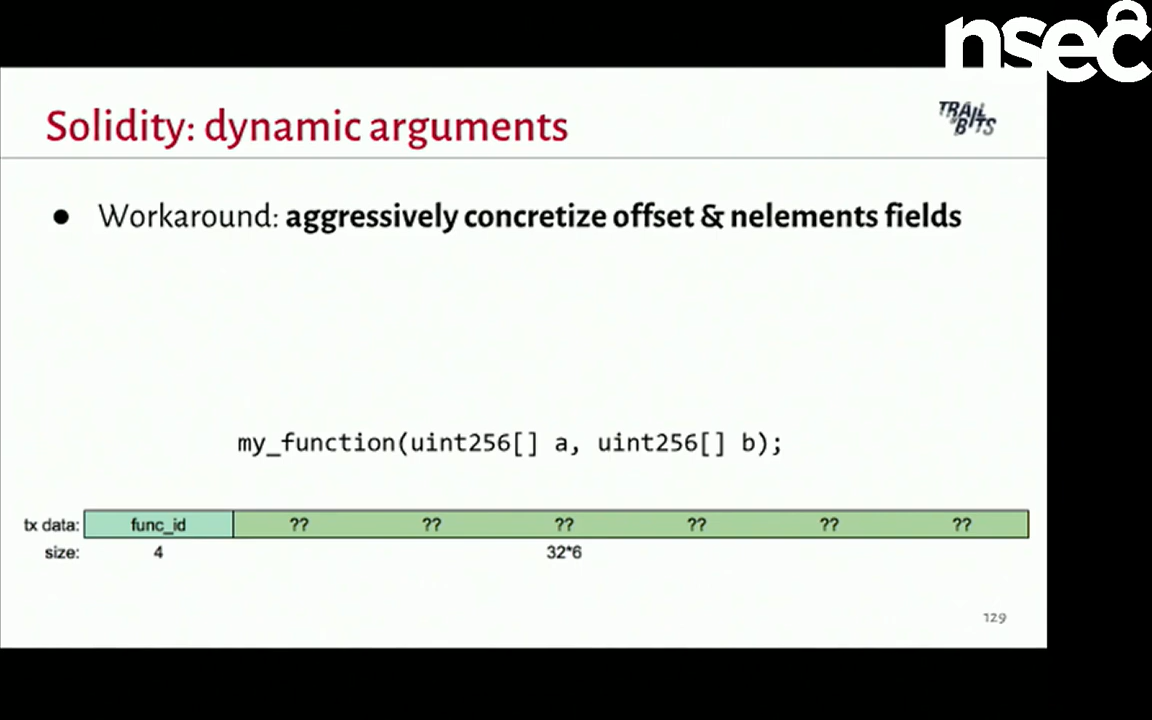 nsec
Solidity: dynamic arguments
TRAIL
OF
BITS
● Workaround: aggressively concretize offset & nelements fields
my_function(uint256[] a, uint256[] b);
tx data: func_id ?? ?? ?? ?? ?? ??
size: 4 32*6
129